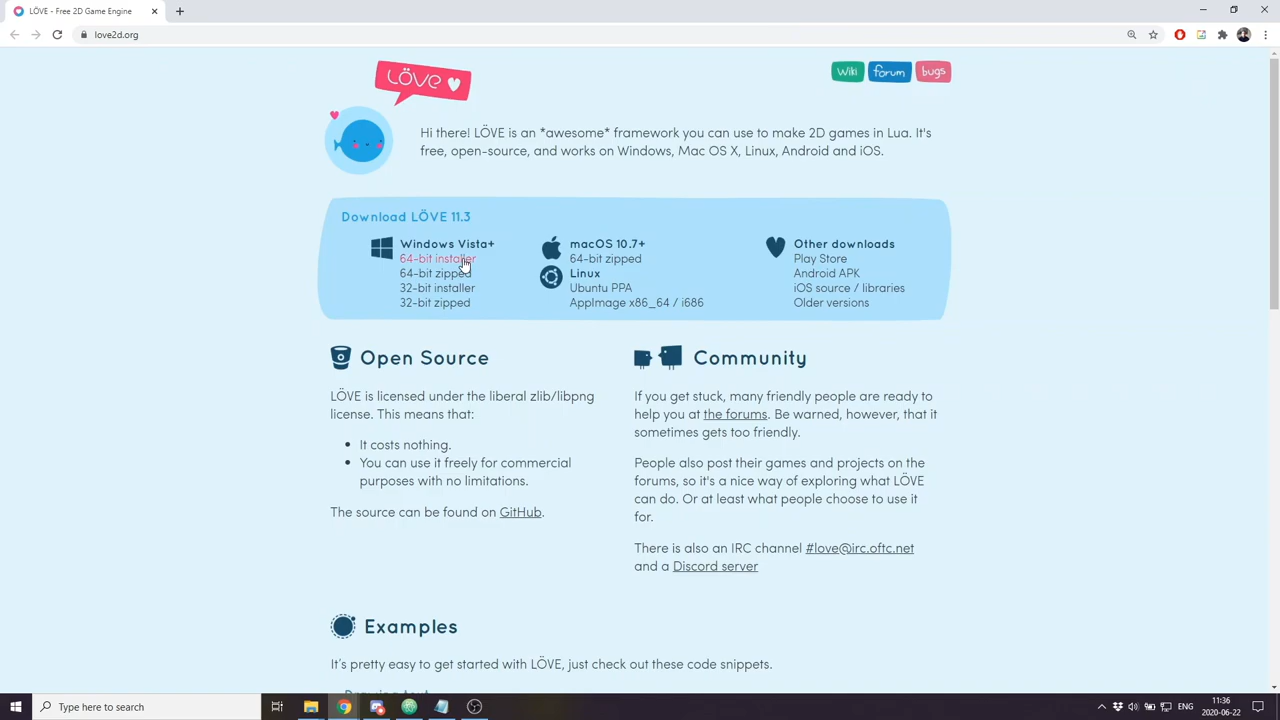 LÖVE - Free 2D Game Engine
love2d.org
LÖVE
Wiki
forum
bugs
Hi there! LÖVE is an *awesome* framework you can use to make 2D games in Lua. It's
free, open-source, and works on Windows, Mac OS X, Linux, Android and iOS.
Download LÖVE 11.3
Windows Vista+
64-bit installer
64-bit zipped
32-bit installer
32-bit zipped
macOS 10.7+
64-bit zipped
Linux
Ubuntu PPA
AppImage x86_64 / i686
Other downloads
Play Store
Android APK
iOS source / libraries
Older versions
Open Source
LÖVE is licensed under the liberal zlib/libpng
license. This means that:
• It costs nothing.
• You can use it freely for commercial
purposes with no limitations.
The source can be found on GitHub.
Community
If you get stuck, many friendly people are ready to
help you at the forums. Be warned, however, that it
sometimes gets too friendly.
People also post their games and projects on the
forums, so it's a nice way of exploring what LÖVE
can do. Or at least what people choose to use it
for.
There is also an IRC channel #love@irc.oftc.net
and a Discord server
Examples
It's pretty easy to get started with LÖVE, just check out these code snippets.
Drawing text
Type here to search
ENG
11:36
2020-06-22